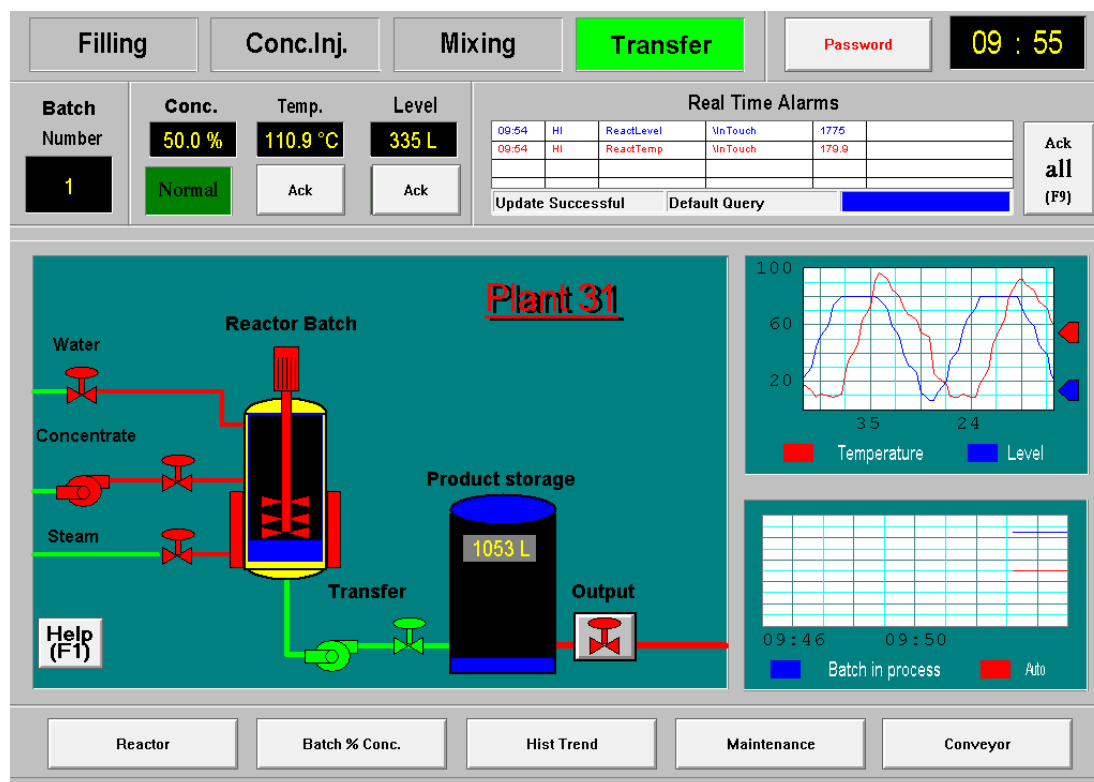 Filling Conc.Inj. Mixing Transfer Password 09 : 55
Batch
Number
1
Conc. Temp. Level
50.0 % 110.9 °C 335 L
Normal Ack Ack
Real Time Alarms
09:54 HI ReactLevel \InTouch 1775
09:54 HI ReactTemp \InTouch 179.9
Update Successful Default Query
Ack
all
(F9)
Plant 31
Reactor Batch
Water
Concentrate
Steam
Product storage
1053 L
Transfer
Output
Help
(F1)
100
60
20
35 24
Temperature Level
09:46 09:50
Batch in process Auto
Reactor Batch % Conc. Hist Trend Maintenance Conveyor